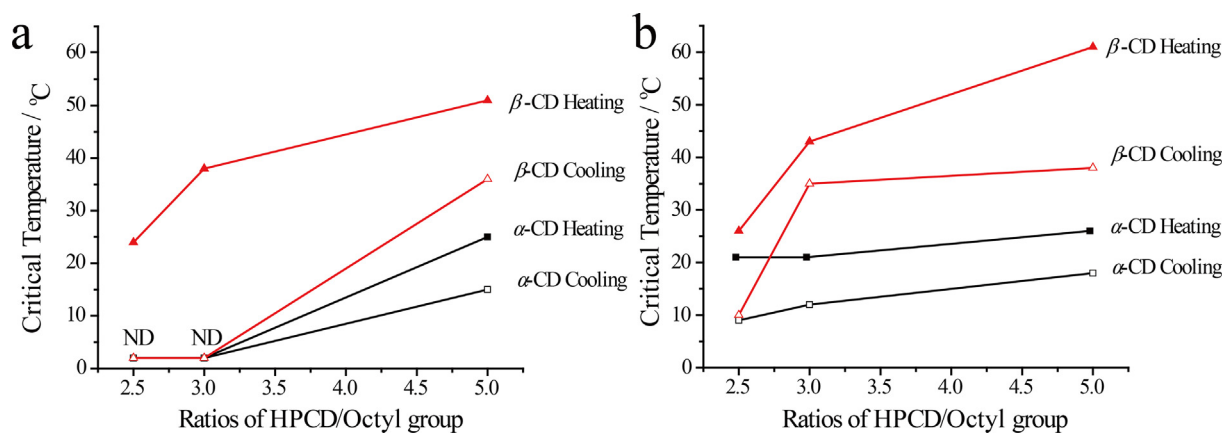 a
60
50
40
30
20
10
0
Critical Temperature / ºC
ND ND
2.5 3.0 3.5 4.0 4.5 5.0
Ratios of HPCD/Octyl group
β-CD Heating
β-CD Cooling
α-CD Heating
α-CD Cooling
b
60
50
40
30
20
10
0
Critical Temperature / ºC
2.5 3.0 3.5 4.0 4.5 5.0
Ratios of HPCD/Octyl group
β-CD Heating
β-CD Cooling
α-CD Heating
α-CD Cooling